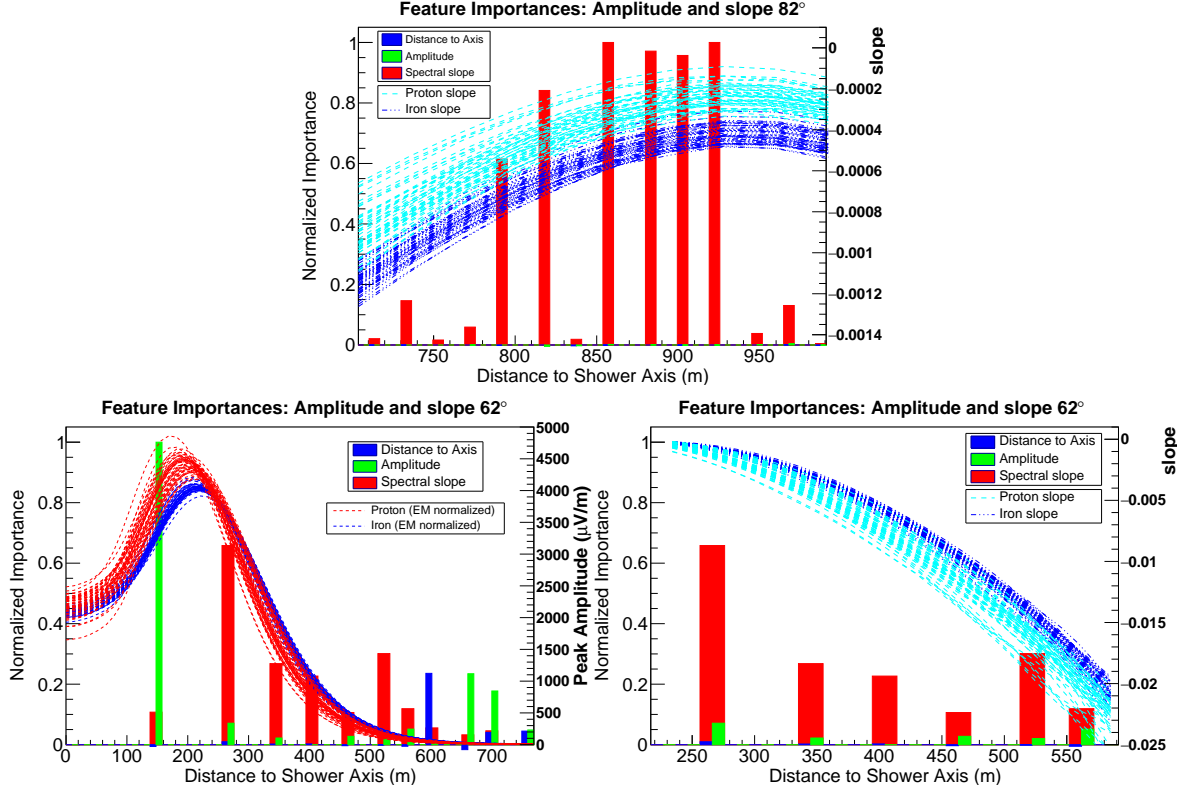 Feature Importances: Amplitude and slope 82°
Normalized Importance
1
0.8
0.6
0.4
0.2
0
Distance to Axis
Amplitude
Spectral slope
Proton slope
Iron slope
0
−0.0002
−0.0004
−0.0006
−0.0008
−0.001
−0.0012
−0.0014
slope
750 800 850 900 950
Distance to Shower Axis (m)
Feature Importances: Amplitude and slope 62°
Normalized Importance
1
0.8
0.6
0.4
0.2
0
Distance to Axis
Amplitude
Spectral slope
Proton (EM normalized)
Iron (EM normalized)
5000
4500
4000
3500
3000
2500
2000
1500
1000
500
0
Peak Amplitude (μV/m)
0 100 200 300 400 500 600 700
Distance to Shower Axis (m)
Feature Importances: Amplitude and slope 62°
Normalized Importance
1
0.8
0.6
0.4
0.2
0
Distance to Axis
Amplitude
Spectral slope
Proton slope
Iron slope
0
−0.005
−0.01
−0.015
−0.02
−0.025
slope
250 300 350 400 450 500 550
Distance to Shower Axis (m)